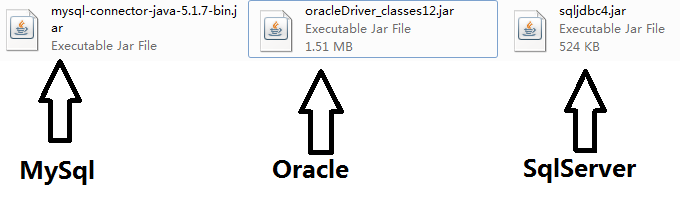 mysql-connector-java-5.1.7-bin.j
ar
Executable Jar File
oracleDriver_classes12.jar
Executable Jar File
1.51 MB
sqljdbc4.jar
Executable Jar File
524 KB
MySql
Oracle
SqlServer